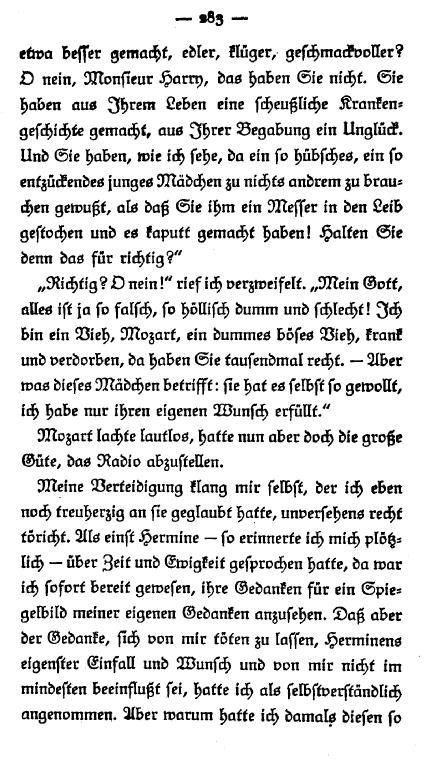 — 283 —
etwa besser gemacht, edler, klüger, geschmackvoller?
O nein, Monsieur Harry, das haben Sie nicht. Sie
haben aus Ihrem Leben eine scheußliche Kranken-
geschichte gemacht, aus Ihrer Begabung ein Unglück.
Und Sie haben, wie ich sehe, da ein so hübsches, ein so
entzückendes junges Mädchen zu nichts andrem zu brau-
chen gewußt, als daß Sie ihm ein Messer in den Leib
gestochen und es kaputt gemacht haben! Halten Sie
denn das für richtig?“
„Richtig? O nein!“ rief ich verzweifelt. „Mein Gott,
alles ist ja so falsch, so höllisch dumm und schlecht! Ich
bin ein Vieh, Mozart, ein dummes böses Vieh, krank
und verdorben, da haben Sie tausendmal recht. — Aber
was dieses Mädchen betrifft: sie hat es selbst so gewollt,
ich habe nur ihren eigenen Wunsch erfüllt.“
Mozart lachte lautlos, hatte nun aber doch die große
Güte, das Radio abzustellen.
Meine Verteidigung klang mir selbst, der ich eben
noch treuherzig an sie geglaubt hatte, unversehens recht
töricht. Als einst Hermine — so erinnerte ich mich plötz-
lich — über Zeit und Ewigkeit gesprochen hatte, da war
ich sofort bereit gewesen, ihre Gedanken für ein Spie-
gelbild meiner eigenen Gedanken anzusehen. Daß aber
der Gedanke, sich von mir töten zu lassen, Herminens
eigenster Einfall und Wunsch und von mir nicht im
mindesten beeinflußt sei, hatte ich als selbstverständlich
angenommen. Aber warum hatte ich damals diesen so